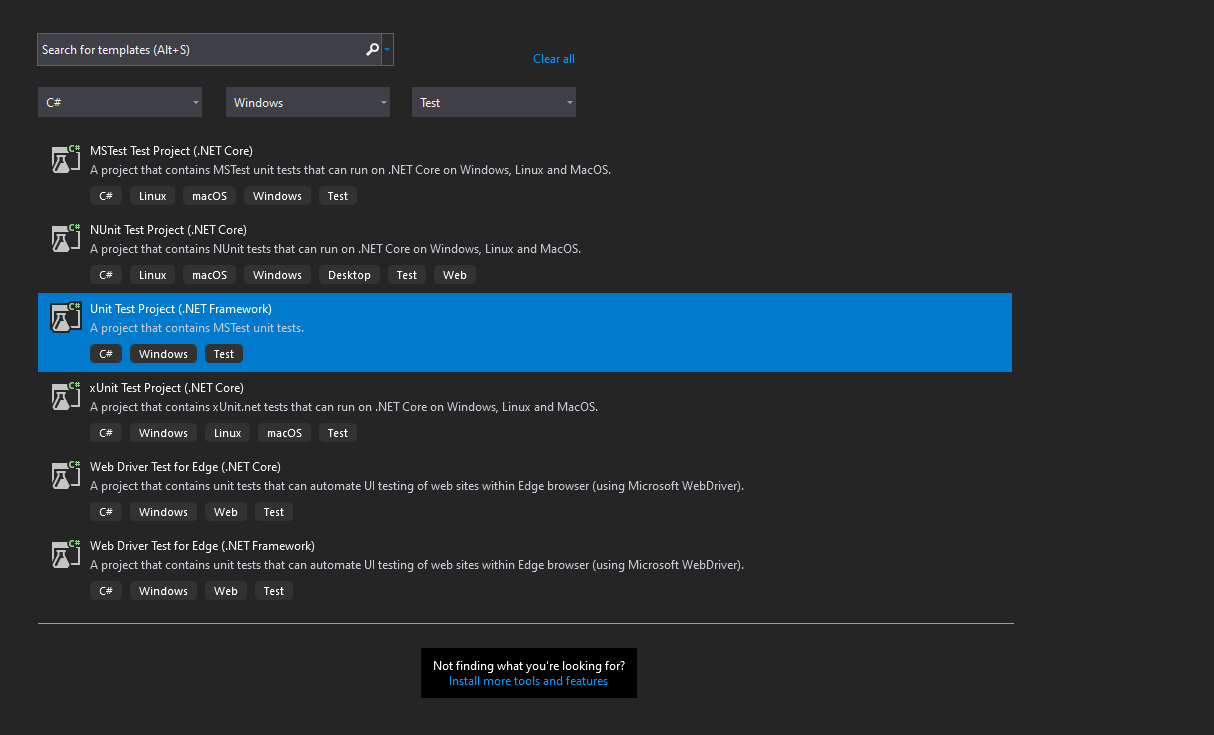 Search for templates (Alt+S)
Clear all
C# Windows Test
C#
MSTest Test Project (.NET Core)
A project that contains MSTest unit tests that can run on .NET Core on Windows, Linux and MacOS.
C# Linux macOS Windows Test
C#
NUnit Test Project (.NET Core)
A project that contains NUnit tests that can run on .NET Core on Windows, Linux and MacOS.
C# Linux macOS Windows Desktop Test Web
C#
Unit Test Project (.NET Framework)
A project that contains MSTest unit tests.
C# Windows Test
C#
xUnit Test Project (.NET Core)
A project that contains xUnit.net tests that can run on .NET Core on Windows, Linux and MacOS.
C# Windows Linux macOS Test
C#
Web Driver Test for Edge (.NET Core)
A project that contains unit tests that can automate UI testing of web sites within Edge browser (using Microsoft WebDriver).
C# Windows Web Test
C#
Web Driver Test for Edge (.NET Framework)
A project that contains unit tests that can automate UI testing of web sites within Edge browser (using Microsoft WebDriver).
C# Windows Web Test
Not finding what you're looking for?
Install more tools and features